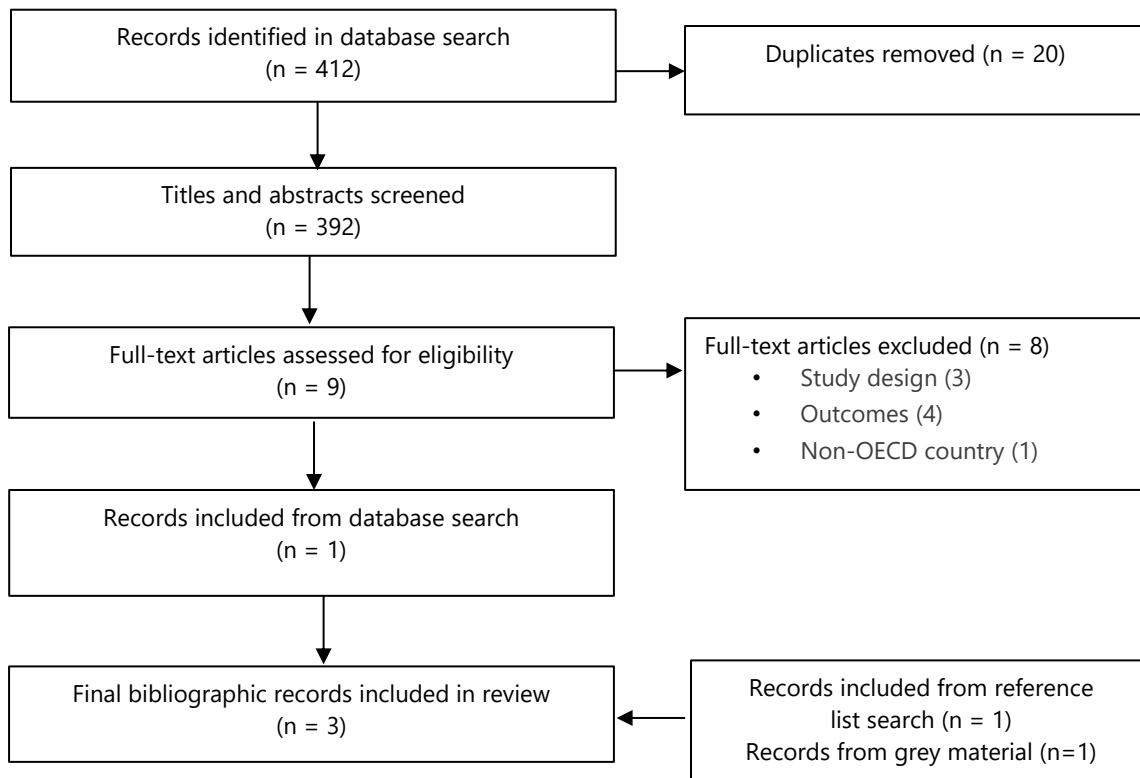 Records identified in database search
(n = 412)
Duplicates removed (n = 20)
Titles and abstracts screened
(n = 392)
Full-text articles assessed for eligibility
(n = 9)
Full-text articles excluded (n = 8)
• Study design (3)
• Outcomes (4)
• Non-OECD country (1)
Records included from database search
(n = 1)
Final bibliographic records included in review
(n = 3)
Records included from reference
list search (n = 1)
Records from grey material (n=1)